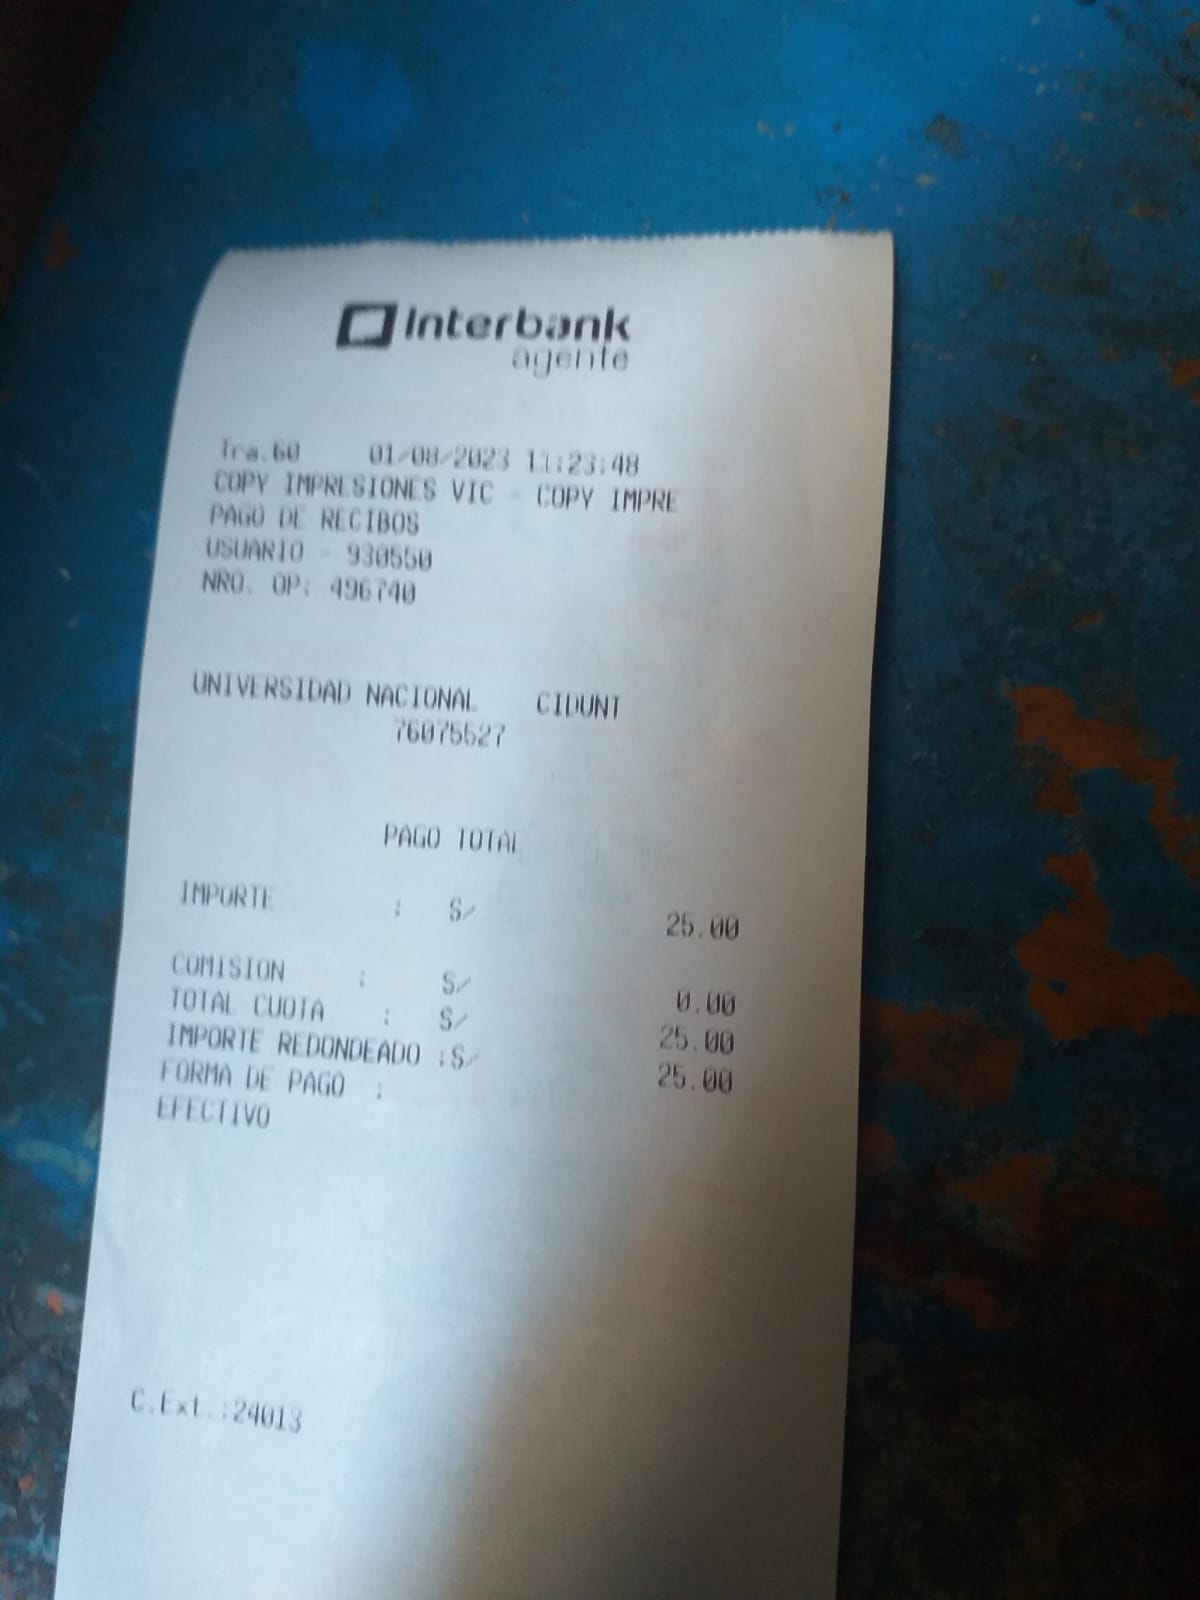 Interbank
agente
Tra.60 01/08/2023 11:23:48
COPY IMPRESIONES VIC - COPY IMPRE
PAGO DE RECIBOS
USUARIO - 930550
NRO. OP: 496740
UNIVERSIDAD NACIONAL CIDUNT
76075527
PAGO TOTAL
IMPORTE : S/ 25.00
COMISION : S/ 0.00
TOTAL CUOTA : S/ 25.00
IMPORTE REDONDEADO :S/ 25.00
FORMA DE PAGO :
EFECTIVO
C.Ext.:24013